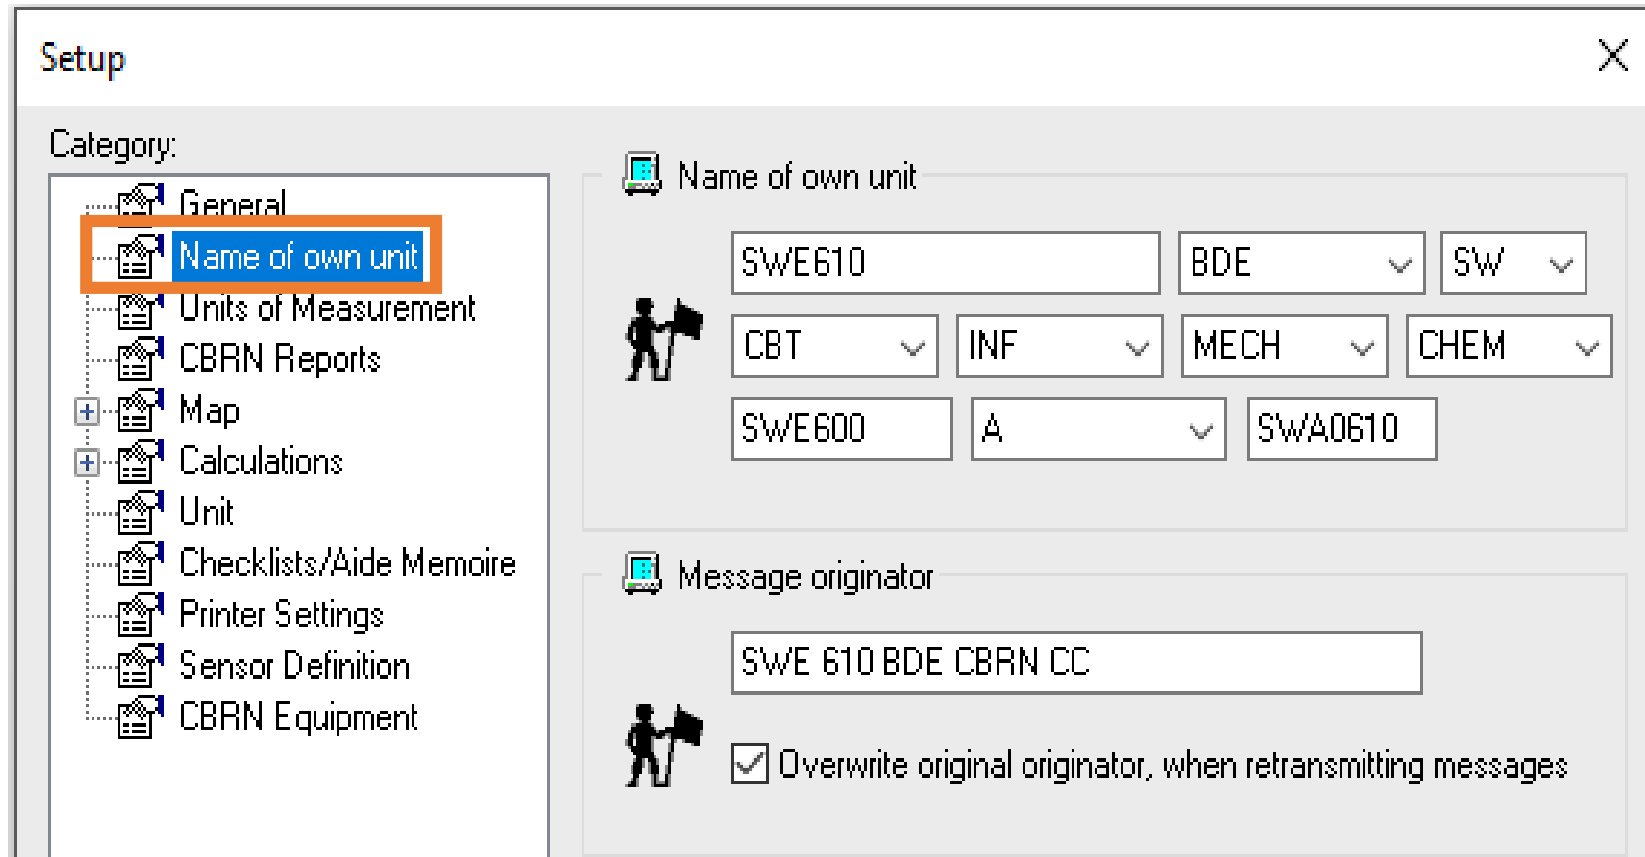 Setup
Category:
General
Name of own unit
Units of Measurement
CBRN Reports
Map
Calculations
Unit
Checklists/Aide Memoire
Printer Settings
Sensor Definition
CBRN Equipment
Name of own unit
SWE610 BDE SW
CBT INF MECH CHEM
SWE600 A SWA0610
Message originator
SWE 610 BDE CBRN CC
Overwrite original originator, when retransmitting messages